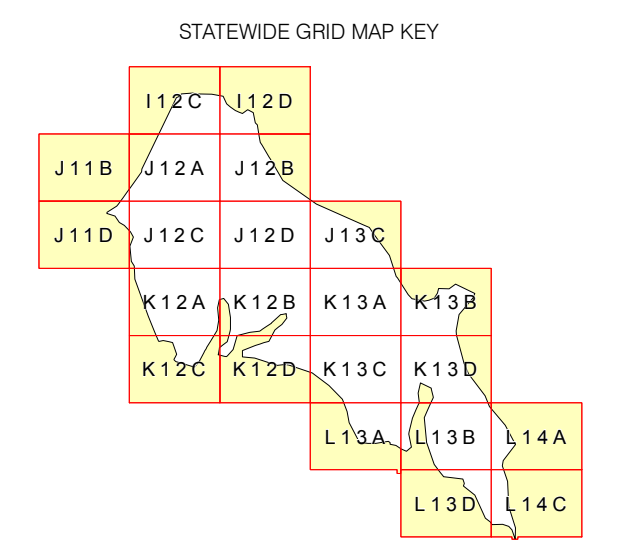 STATEWIDE GRID MAP KEY
I12C I12D
J11B J12A J12B
J11D J12C J12D J13C
K12A K12B K13A K13B
K12C K12D K13C K13D
L13A L13B L14A
L13D L14C